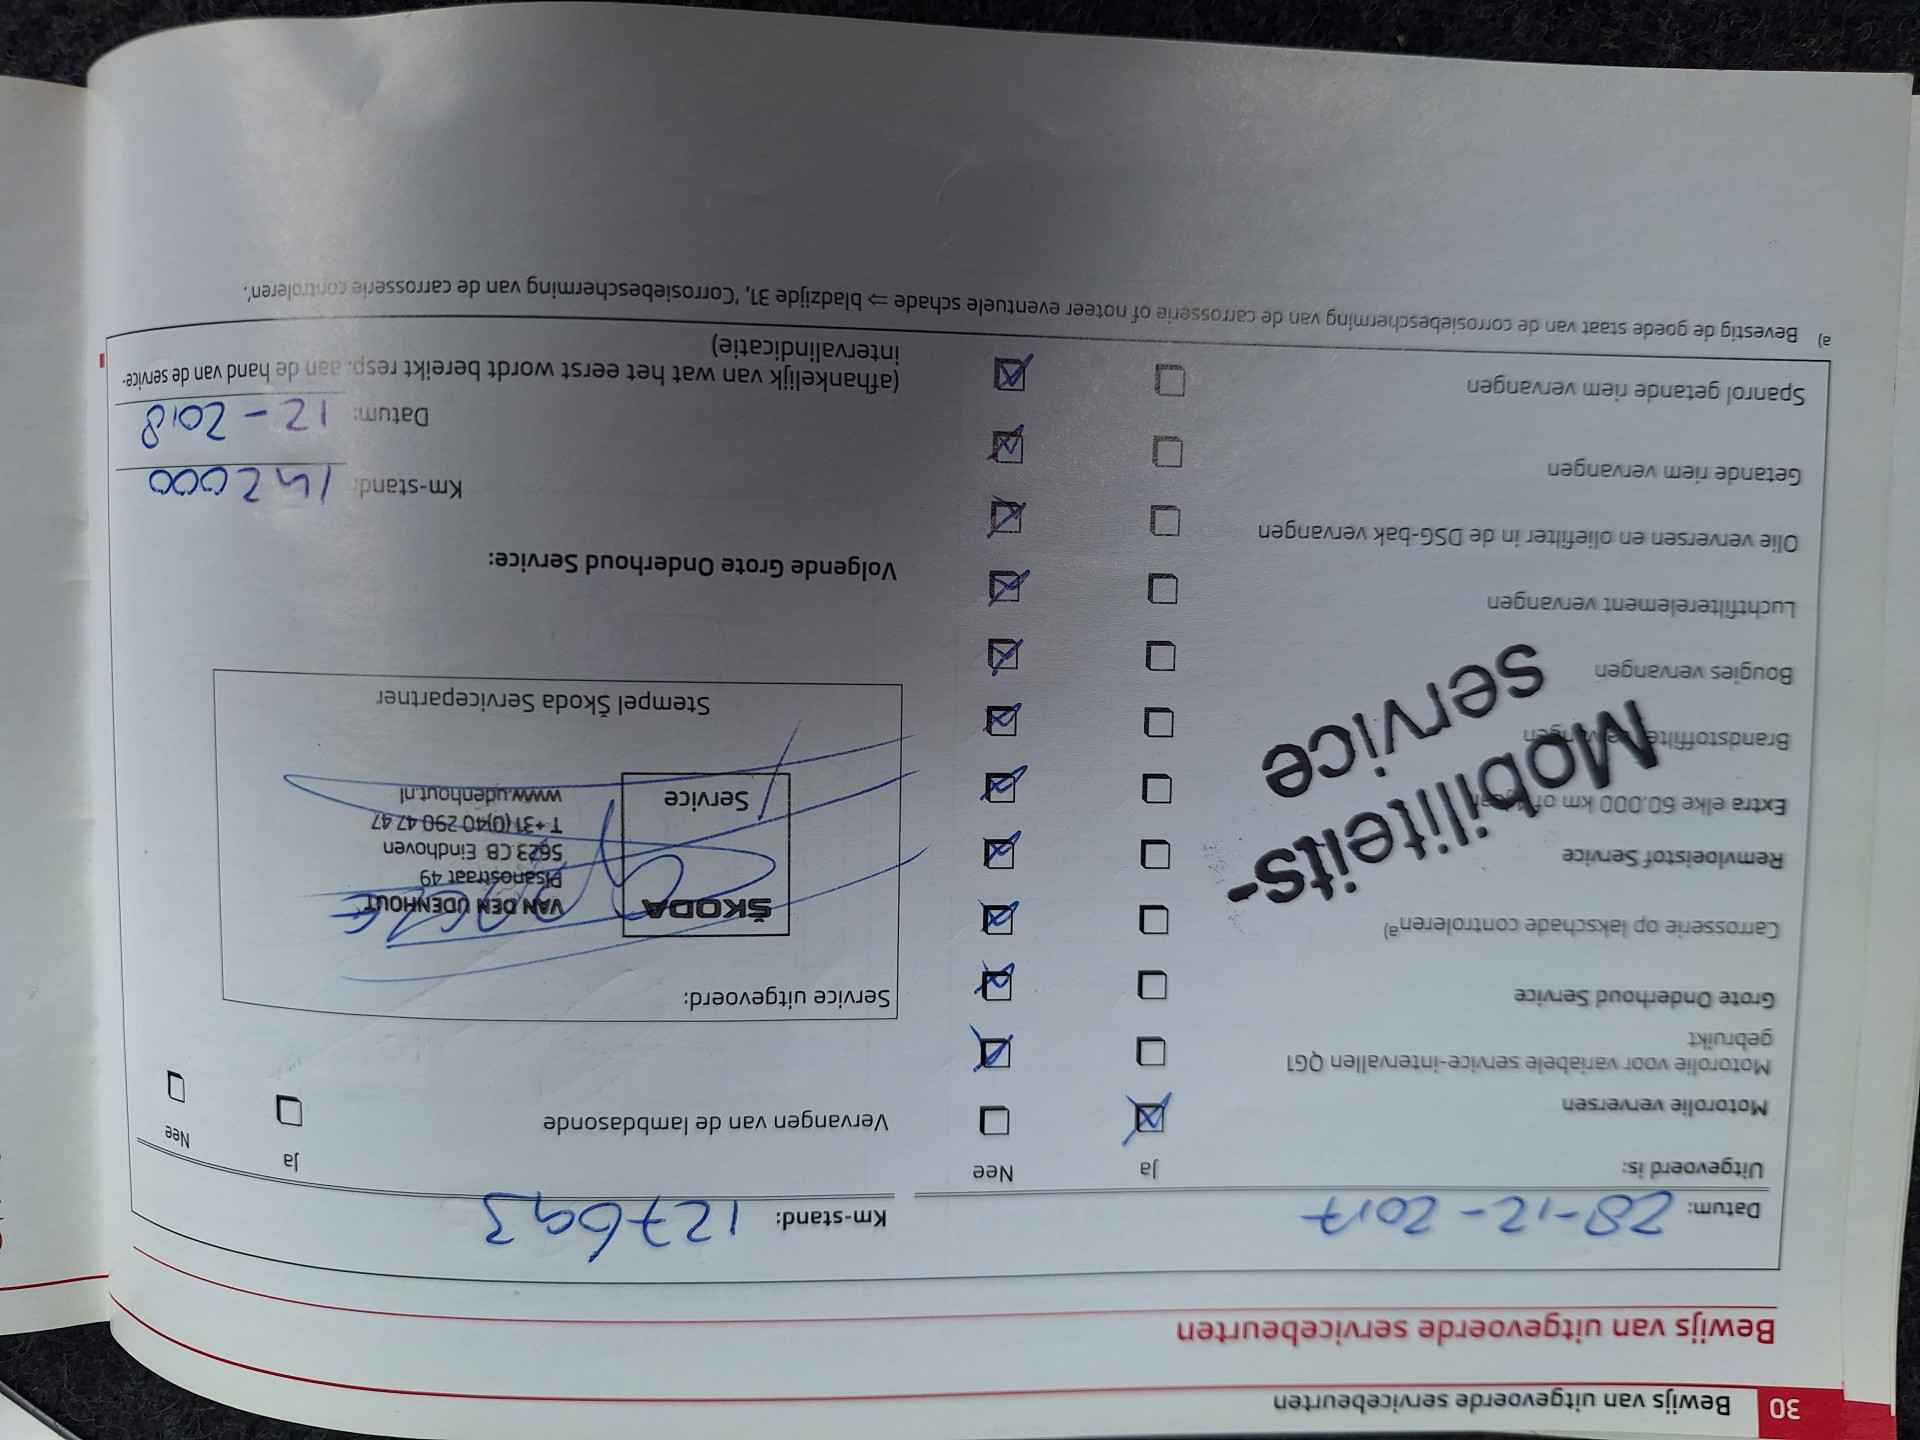 30 Bewijs van uitgevoerde servicebeurten
Bewijs van uitgevoerde servicebeurten
Datum: 28-12-2017
Km-stand: 127693
Uitgevoerd is:
Ja
Nee
Motorolie verversen
Motorolie voor variabele service-intervallen QG1
gebruikt
Grote Onderhoud Service
Carrosserie op lakschade controlerenᵃ⁾
Remvloeistof Service
Extra elke 60.000 km of
Brandstoffilter vervangen
Bougies vervangen
Luchtfilterelement vervangen
Olie verversen en oliefilter in de DSG-bak vervangen
Getande riem vervangen
Spanrol getande riem vervangen
Mobiliteits-
service
Ja
Nee
Vervangen van de lambdasonde
Service uitgevoerd:
ŠKODA
Service
VAN DEN UDENHOUT
Pisanostraat 49
5623 CB Eindhoven
T +31 (0)40 290 47 47
www.udenhout.nl
Stempel Škoda Servicepartner
Volgende Grote Onderhoud Service:
Km-stand: 142000
Datum: 12-2018
(afhankelijk van wat het eerst wordt bereikt resp. aan de hand van de service-
intervalindicatie)
a) Bevestig de goede staat van de corrosiebescherming van de carrosserie of noteer eventuele schade ⇒ bladzijde 31, 'Corrosiebescherming van de carrosserie controleren'.